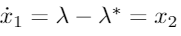 ẋ₁ = λ − λ* = x₂